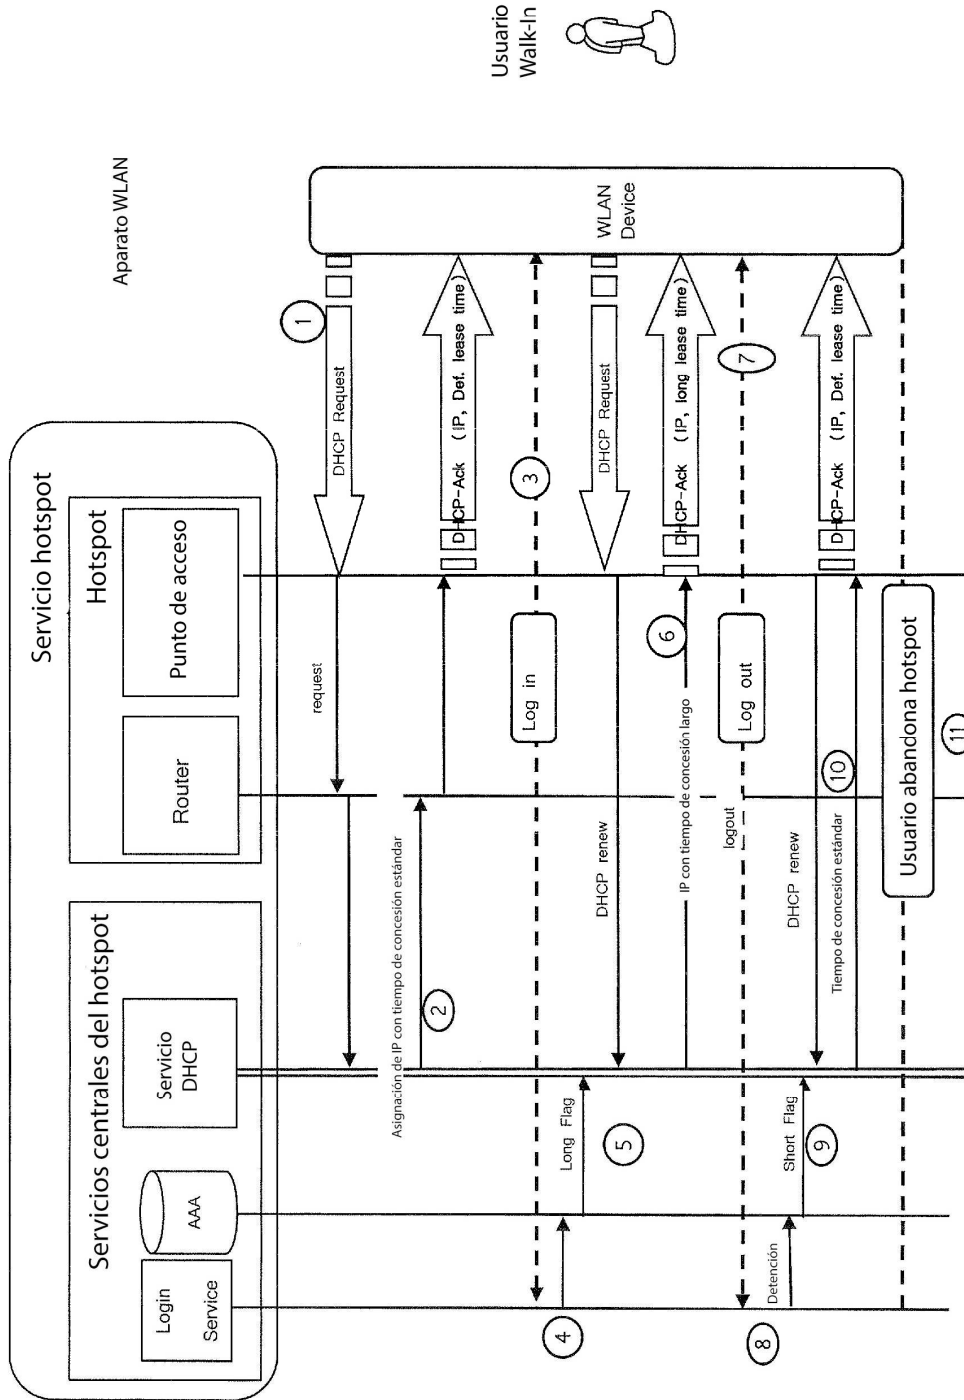 Servicio hotspot
Servicios centrales del hotspot
Hotspot
Login
Service
AAA
Servicio
DHCP
Router
Punto de acceso
Aparato WLAN
Usuario
Walk-In
WLAN
Device
1
DHCP Request
request
Asignación de IP con tiempo de concesión estándar
2
DHCP-Ack (IP, Def. lease time)
Log in
3
4
Long Flag
5
DHCP Request
DHCP renew
IP con tiempo de concesión largo
6
DHCP-Ack (IP, long lease time)
logout
Log out
7
8
Detención
Short Flag
9
DHCP renew
10
Tiempo de concesión estándar
DHCP-Ack (IP, Def. lease time)
Usuario abandona hotspot
11